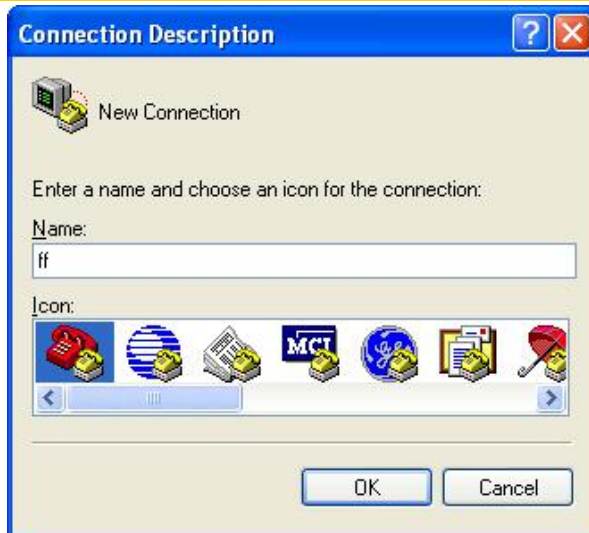 Connection Description
New Connection
Enter a name and choose an icon for the connection:
Name:
ff
Icon:
MCI
OK
Cancel